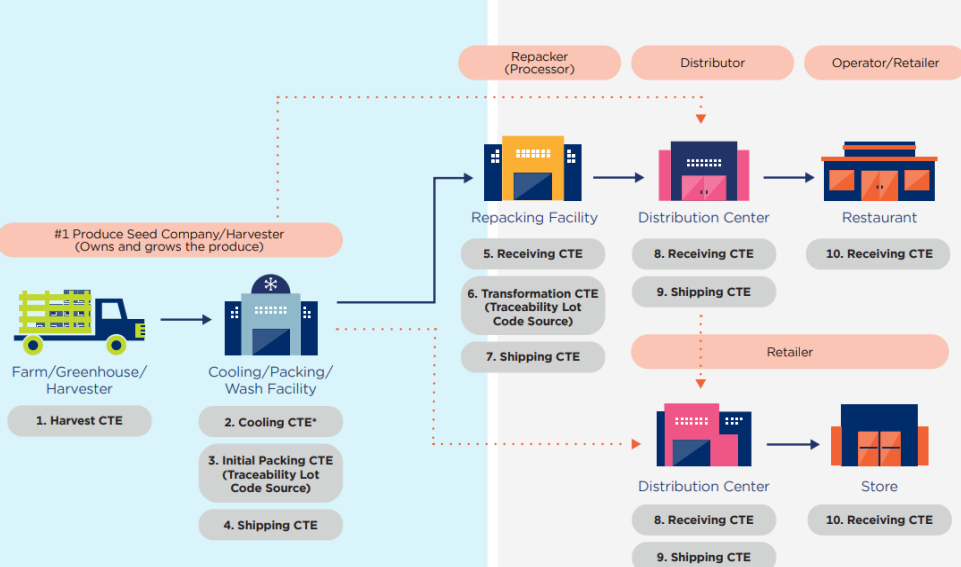 Repacker
(Processor)
Distributor
Operator/Retailer
#1 Produce Seed Company/Harvester
(Owns and grows the produce)
Repacking Facility
Distribution Center
Restaurant
5. Receiving CTE
8. Receiving CTE
10. Receiving CTE
6. Transformation CTE
(Traceability Lot
Code Source)
9. Shipping CTE
7. Shipping CTE
Retailer
Farm/Greenhouse/
Harvester
Cooling/Packing/
Wash Facility
1. Harvest CTE
2. Cooling CTE*
3. Initial Packing CTE
(Traceability Lot
Code Source)
4. Shipping CTE
Distribution Center
Store
8. Receiving CTE
10. Receiving CTE
9. Shipping CTE